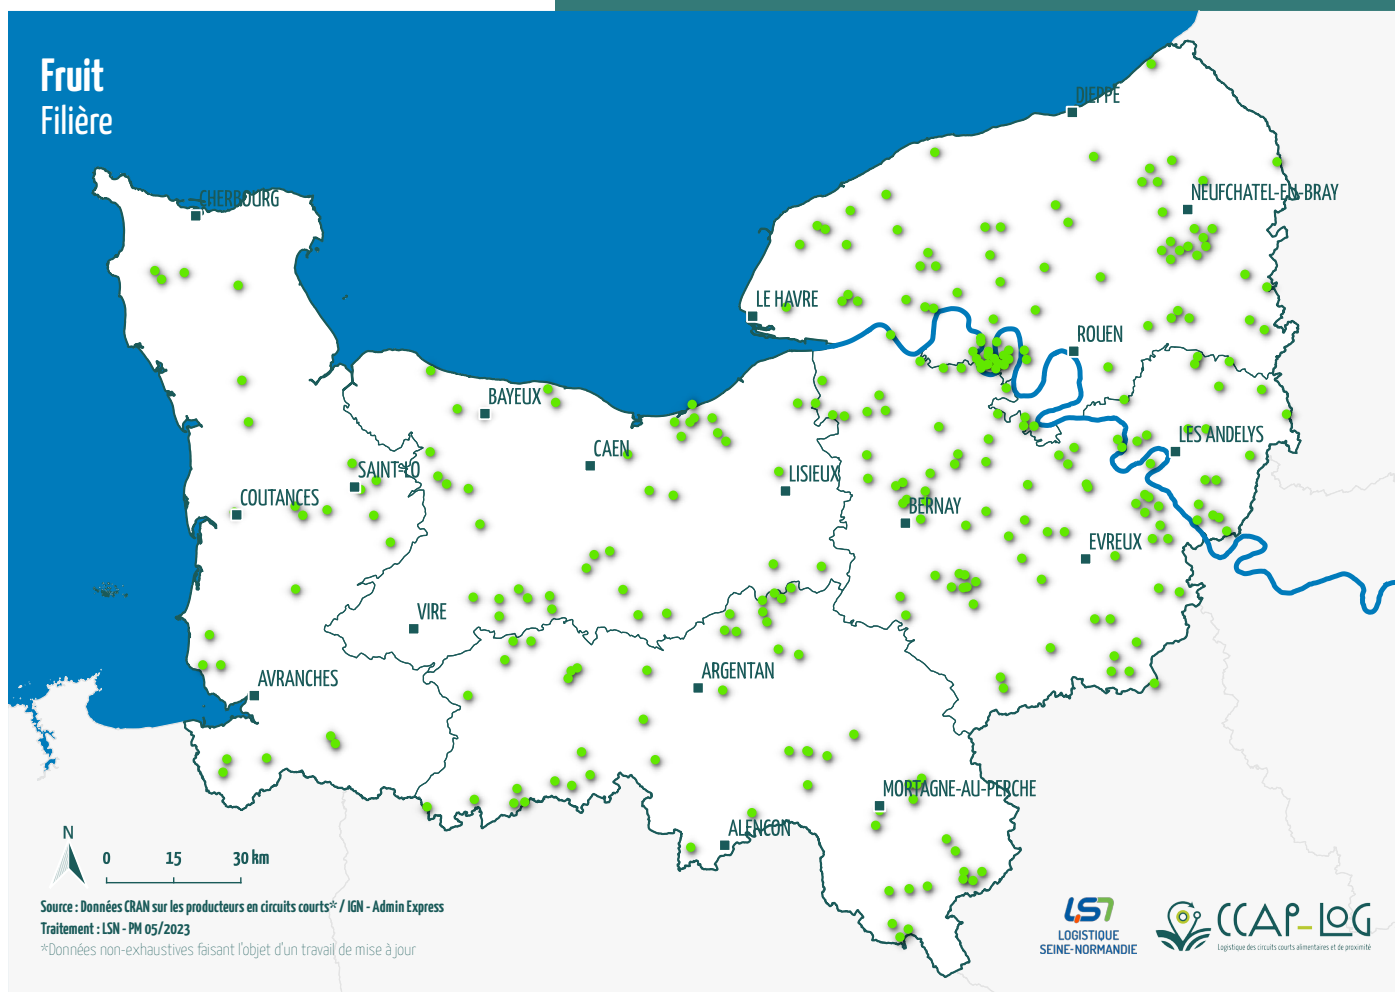 Fruit
Filière
DIEPPE
CHERBOURG
NEUFCHATEL-EN-BRAY
LE HAVRE
ROUEN
BAYEUX
CAEN
LES ANDELYS
SAINT-LO
LISIEUX
COUTANCES
BERNAY
EVREUX
VIRE
AVRANCHES
ARGENTAN
MORTAGNE-AU-PERCHE
ALENCON
N
0 15 30 km
Source : Données CRAN sur les producteurs en circuits courts* / IGN - Admin Express
Traitement : LSN - PM 05/2023
*Données non-exhaustives faisant l'objet d'un travail de mise à jour
LSN
LOGISTIQUE
SEINE-NORMANDIE
CCAP-LOG
Logistique des circuits courts alimentaires et de proximité